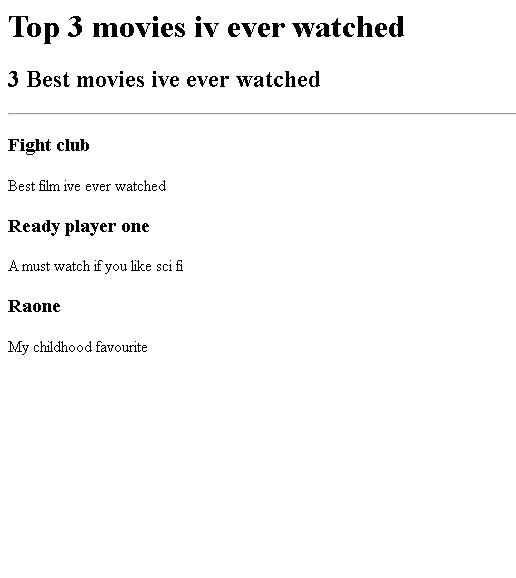 Top 3 movies iv ever watched
3 Best movies ive ever watched
Fight club
Best film ive ever watched
Ready player one
A must watch if you like sci fi
Raone
My childhood favourite